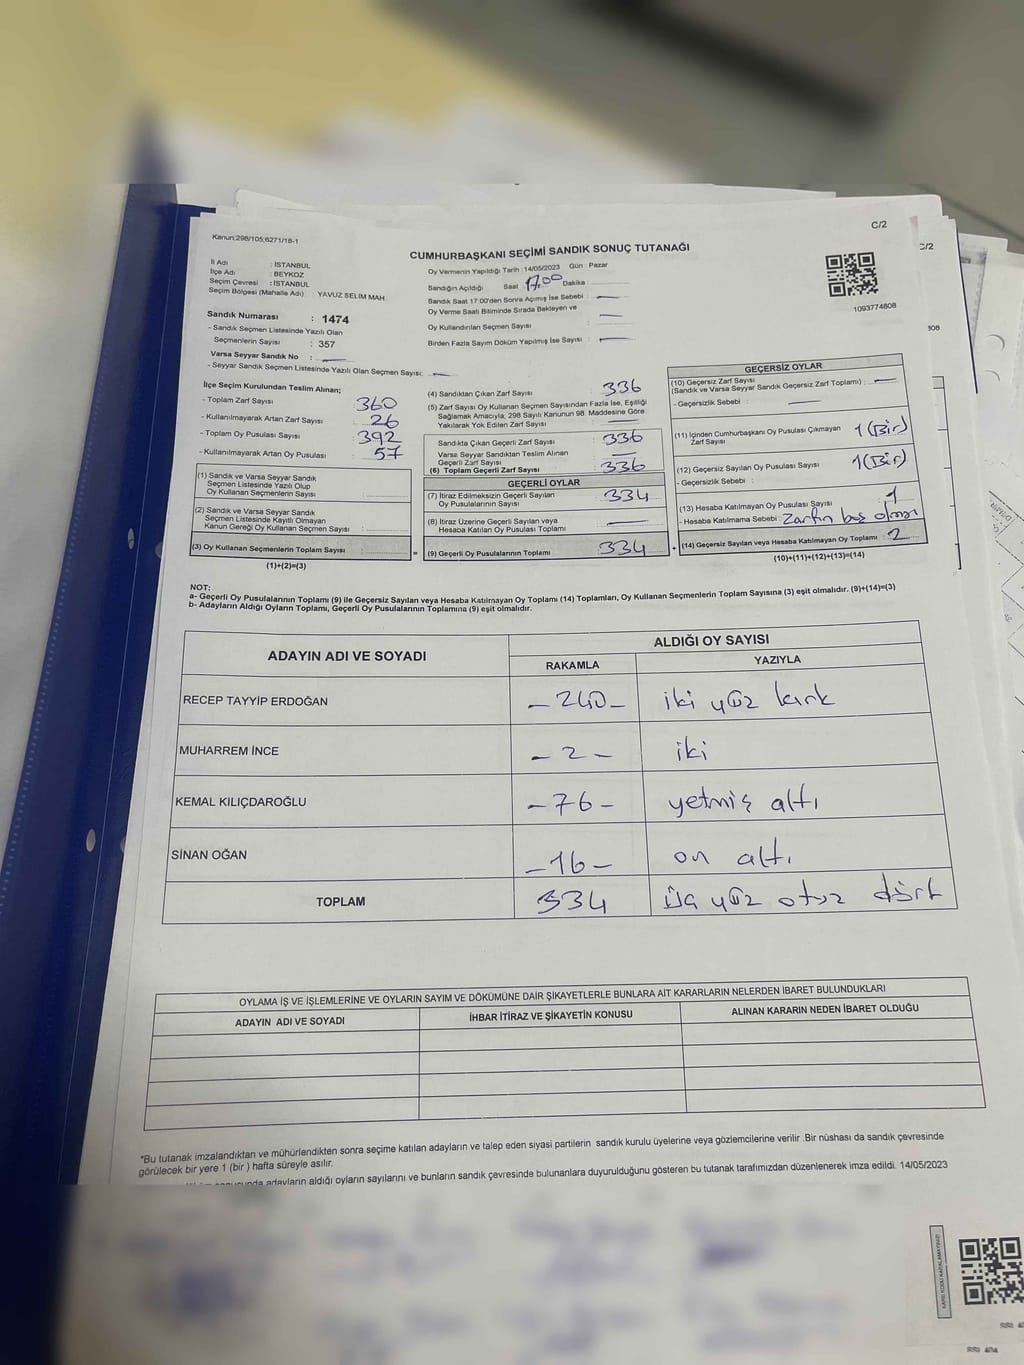 C/2
Kanun:298/105;6271/18-1
CUMHURBAŞKANI SEÇİMİ SANDIK SONUÇ TUTANAĞI
C/2
İl Adı : İSTANBUL
İlçe Adı : BEYKOZ
Seçim Çevresi : İSTANBUL
Seçim Bölgesi (Mahalle Adı) : YAVUZ SELİM MAH.
Oy Vermenin Yapıldığı Tarih : 14/05/2023 Gün : Pazar
Sandığın Açıldığı Saat : 17.00 Dakika :
Sandık Saat 17:00'den Sonra Açımış İse Sebebi : —
Oy Verme Saati Bitiminde Sırada Bekleyen ve
Oy Kullandırılan Seçmen Sayısı : —
Birden Fazla Sayım Döküm Yapılmış İse Sayısı : —
1093774808
Sandık Numarası : 1474
- Sandık Seçmen Listesinde Yazılı Olan
Seçmenlerin Sayısı : 357
Varsa Seyyar Sandık No : —
- Seyyar Sandık Seçmen Listesinde Yazılı Olan Seçmen Sayısı: —
İlçe Seçim Kurulundan Teslim Alınan;
- Toplam Zarf Sayısı : 360
- Kullanılmayarak Artan Zarf Sayısı : 26
- Toplam Oy Pusulası Sayısı : 392
- Kullanılmayarak Artan Oy Pusulası : 57
(1) Sandık ve Varsa Seyyar Sandık
Seçmen Listesinde Yazılı Olup
Oy Kullanan Seçmenlerin Sayısı :
(2) Sandık ve Varsa Seyyar Sandık
Seçmen Listesinde Kayıtlı Olmayan
Kanun Gereği Oy Kullanan Seçmen Sayısı :
(3) Oy Kullanan Seçmenlerin Toplam Sayısı :
(1)+(2)=(3)
=
(4) Sandıktan Çıkan Zarf Sayısı : 336
(5) Zarf Sayısı Oy Kullanan Seçmen Sayısından Fazla İse, Eşitliği
Sağlamak Amacıyla; 298 Sayılı Kanunun 98. Maddesine Göre
Yakılarak Yok Edilen Zarf Sayısı : —
Sandıkta Çıkan Geçerli Zarf Sayısı : 336
Varsa Seyyar Sandıktan Teslim Alınan
Geçerli Zarf Sayısı : —
(6) Toplam Geçerli Zarf Sayısı : 336
GEÇERLİ OYLAR
(7) İtiraz Edilmeksizin Geçerli Sayılan
Oy Pusulalarının Sayısı : 334
(8) İtiraz Üzerine Geçerli Sayılan veya
Hesaba Katılan Oy Pusulası Toplamı : —
(9) Geçerli Oy Pusulalarının Toplamı : 334
+
GEÇERSİZ OYLAR
(10) Geçersiz Zarf Sayısı
(Sandık ve Varsa Seyyar Sandık Geçersiz Zarf Toplamı) : —
- Geçersizlik Sebebi : —
(11) İçinden Cumhurbaşkanı Oy Pusulası Çıkmayan
Zarf Sayısı : 1 (Bir)
(12) Geçersiz Sayılan Oy Pusulası Sayısı : 1 (Bir)
- Geçersizlik Sebebi :
(13) Hesaba Katılmayan Oy Pusulası Sayısı : 1
- Hesaba Katılmama Sebebi : Zarfın boş olması
(14) Geçersiz Sayılan veya Hesaba Katılmayan Oy Toplamı : 2
(10)+(11)+(12)+(13)=(14)
NOT:
a- Geçerli Oy Pusulalarının Toplamı (9) ile Geçersiz Sayılan veya Hesaba Katılmayan Oy Toplamı (14) Toplamları, Oy Kullanan Seçmenlerin Toplam Sayısına (3) eşit olmalıdır. (9)+(14)=(3)
b- Adayların Aldığı Oyların Toplamı, Geçerli Oy Pusulalarının Toplamına (9) eşit olmalıdır.
ADAYIN ADI VE SOYADI
ALDIĞI OY SAYISI
RAKAMLA YAZIYLA
RECEP TAYYİP ERDOĞAN - 240 - iki yüz kırk
MUHARREM İNCE - 2 - iki
KEMAL KILIÇDAROĞLU - 76 - yetmiş altı
SİNAN OĞAN - 16 - on altı
TOPLAM 334 üç yüz otuz dört
OYLAMA İŞ VE İŞLEMLERİNE VE OYLARIN SAYIM VE DÖKÜMÜNE DAİR ŞİKAYETLERLE BUNLARA AİT KARARLARIN NELERDEN İBARET BULUNDUKLARI
ADAYIN ADI VE SOYADI İHBAR İTİRAZ VE ŞİKAYETİN KONUSU ALINAN KARARIN NEDEN İBARET OLDUĞU
*Bu tutanak imzalandıktan ve mühürlendikten sonra seçime katılan adayların ve talep eden siyasi partilerin sandık kurulu üyelerine veya gözlemcilerine verilir .Bir nüshası da sandık çevresinde
görülecek bir yere 1 (bir ) hafta süreyle asılır.
adayların aldığı oyların sayılarını ve bunların sandık çevresinde bulunanlara duyurulduğunu gösteren bu tutanak tarafımızdan düzenlenerek imza edildi. 14/05/2023